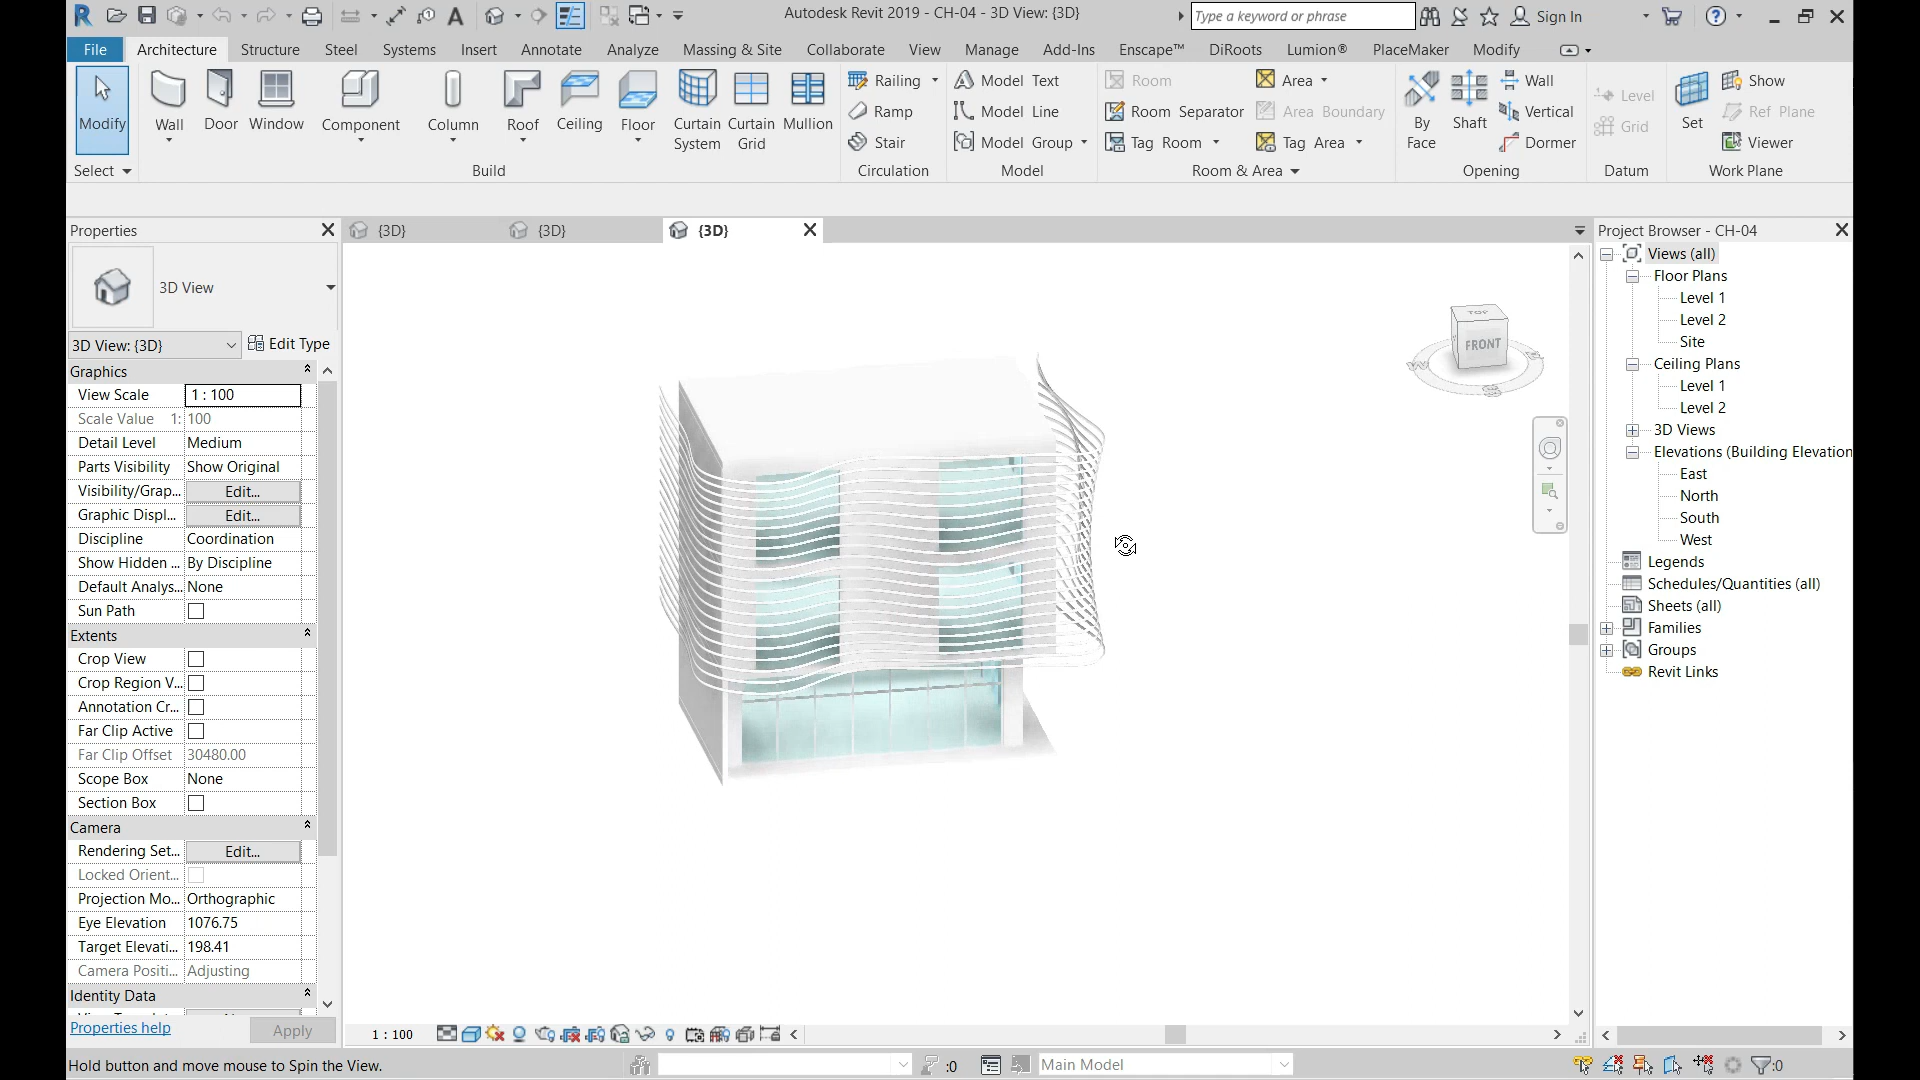 Autodesk Revit 2019 - CH-04 - 3D View: {3D}
Type a keyword or phrase
Sign In
File Architecture Structure Steel Systems Insert Annotate Analyze Massing & Site Collaborate View Manage Add-Ins Enscape™ DiRoots Lumion® PlaceMaker Modify
Modify
Select
Wall Door Window Component Column Roof Ceiling Floor Curtain System Curtain Grid Mullion
Build
Railing
Ramp
Stair
Circulation
Model Text
Model Line
Model Group
Model
Room
Room Separator
Tag Room
Area
Area Boundary
Tag Area
Room & Area
By Face
Shaft
Wall
Vertical
Dormer
Opening
Level
Grid
Datum
Set
Show
Ref Plane
Viewer
Work Plane
Properties
3D View
3D View: {3D}
Edit Type
Graphics
View Scale 1 : 100
Scale Value 1: 100
Detail Level Medium
Parts Visibility Show Original
Visibility/Grap... Edit...
Graphic Displ... Edit...
Discipline Coordination
Show Hidden ... By Discipline
Default Analys... None
Sun Path
Extents
Crop View
Crop Region V...
Annotation Cr...
Far Clip Active
Far Clip Offset 30480.00
Scope Box None
Section Box
Camera
Rendering Set... Edit...
Locked Orient...
Projection Mo... Orthographic
Eye Elevation 1076.75
Target Elevati... 198.41
Camera Positi... Adjusting
Identity Data
Properties help
Apply
{3D} {3D} {3D}
TOP
FRONT
1 : 100
Project Browser - CH-04
Views (all)
Floor Plans
Level 1
Level 2
Site
Ceiling Plans
Level 1
Level 2
3D Views
Elevations (Building Elevation
East
North
South
West
Legends
Schedules/Quantities (all)
Sheets (all)
Families
Groups
Revit Links
Hold button and move mouse to Spin the View.
:0
Main Model
:0